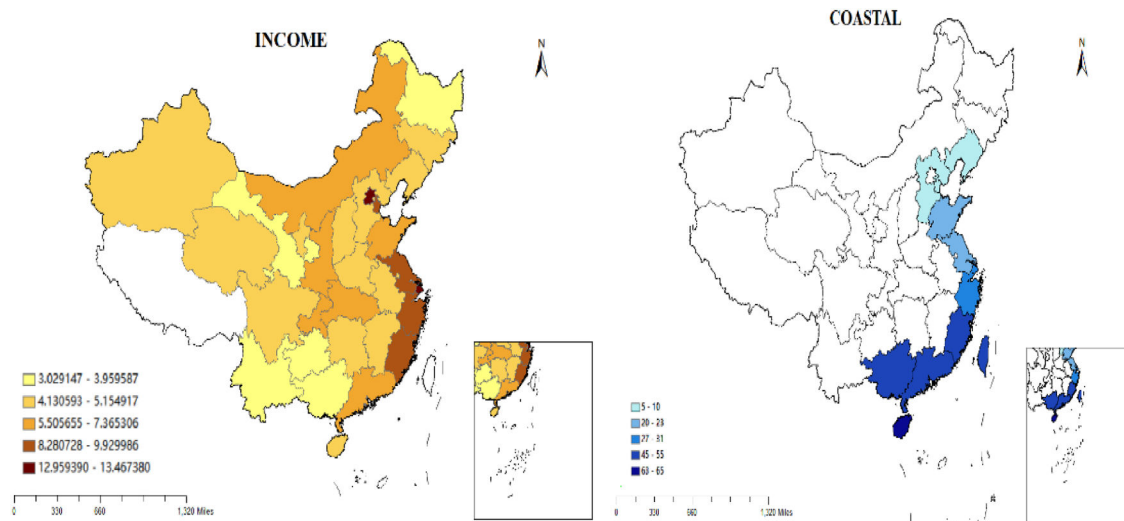 INCOME
N
3.029147 - 3.959587
4.130593 - 5.154917
5.505655 - 7.365306
8.280728 - 9.929986
12.959390 - 13.467380
0 330 660 1,320 Miles
COASTAL
N
5 - 10
20 - 23
27 - 31
45 - 55
63 - 65
0 330 660 1,320 Miles